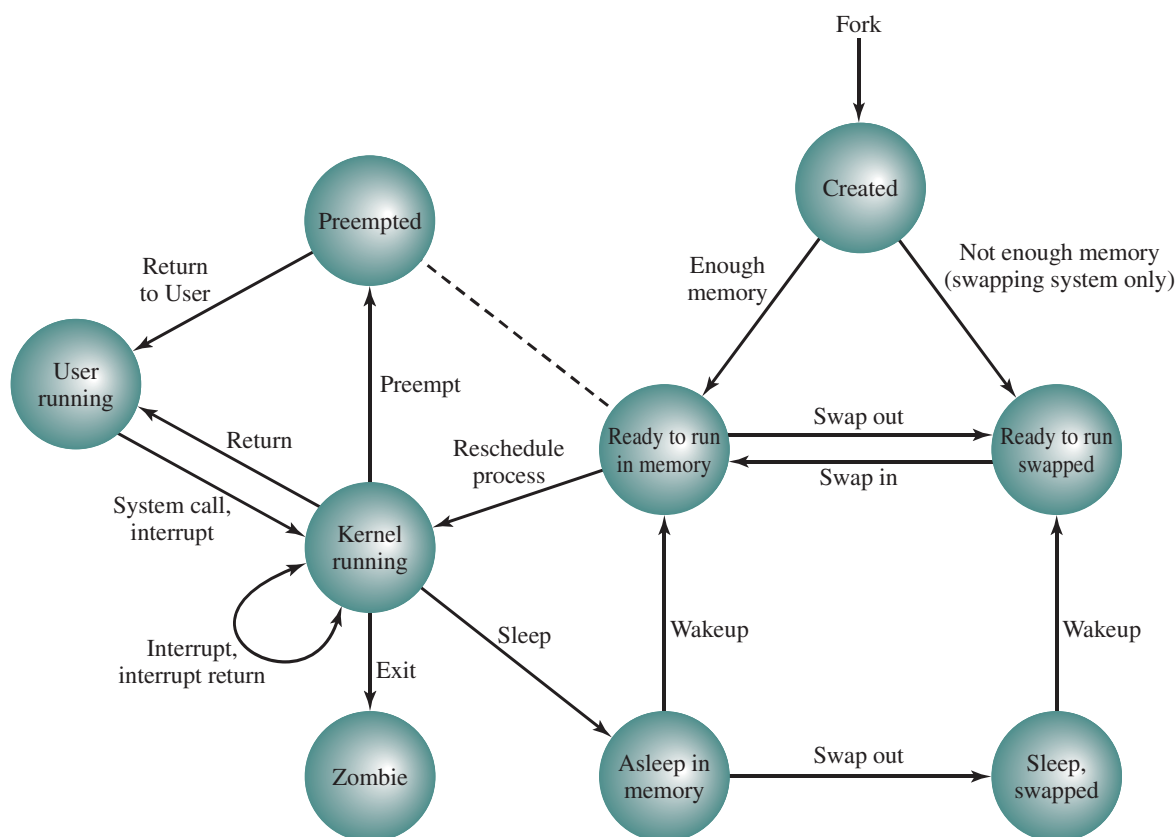 Fork
Created
Preempted
Enough
memory
Not enough memory
(swapping system only)
Return
to User
User
running
Preempt
Return
Reschedule
process
Ready to run
in memory
Swap out
Swap in
Ready to run
swapped
System call,
interrupt
Kernel
running
Interrupt,
interrupt return
Sleep
Wakeup
Wakeup
Exit
Zombie
Asleep in
memory
Swap out
Sleep,
swapped